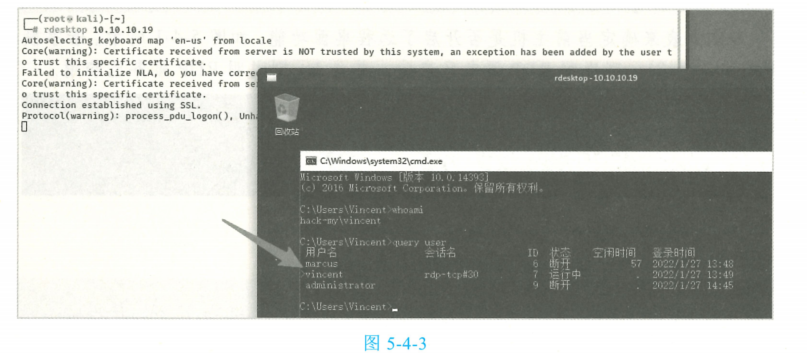 ┌──(root㉿kali)-[~]
└─# rdesktop 10.10.10.19
Autoselecting keyboard map 'en-us' from locale
Core(warning): Certificate received from server is NOT trusted by this system, an exception has been added by the user t
o trust this specific certificate.
Failed to initialize NLA, do you have corre
Core(warning): Certificate received from se
o trust this specific certificate.
Connection established using SSL.
Protocol(warning): process_pdu_logon(), Unh
rdesktop - 10.10.10.19
回收站
C:\Windows\system32\cmd.exe
Microsoft Windows [版本 10.0.14393]
(c) 2016 Microsoft Corporation。保留所有权利。
C:\Users\Vincent>whoami
hack-my\vincent
C:\Users\Vincent>query user
用户名 会话名 ID 状态 空闲时间 登录时间
marcus 6 断开 57 2022/1/27 13:48
>vincent rdp-tcp#30 7 运行中 . 2022/1/27 13:49
administrator 9 断开 . 2022/1/27 14:45
C:\Users\Vincent>_
图 5-4-3